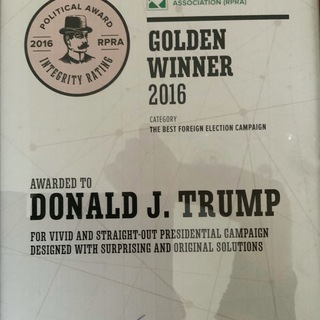 ASSOCIATION (RPRA)
POLITICAL AWARD
2016 RPRA
INTEGRITY RATING
GOLDEN
WINNER
2016
CATEGORY
THE BEST FOREIGN ELECTION CAMPAIGN
AWARDED TO
DONALD J. TRUMP
FOR VIVID AND STRAIGHT-OUT PRESIDENTIAL CAMPAIGN
DESIGNED WITH SURPRISING AND ORIGINAL SOLUTIONS